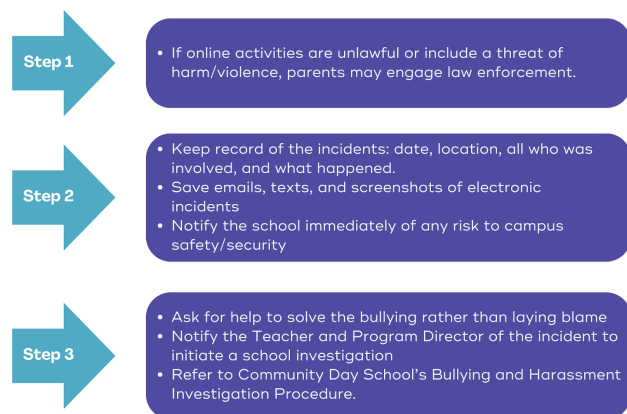 Step 1
• If online activities are unlawful or include a threat of
harm/violence, parents may engage law enforcement.
Step 2
• Keep record of the incidents: date, location, all who was
involved, and what happened.
• Save emails, texts, and screenshots of electronic
incidents
• Notify the school immediately of any risk to campus
safety/security
Step 3
• Ask for help to solve the bullying rather than laying blame
• Notify the Teacher and Program Director of the incident to
initiate a school investigation
• Refer to Community Day School’s Bullying and Harassment
Investigation Procedure.